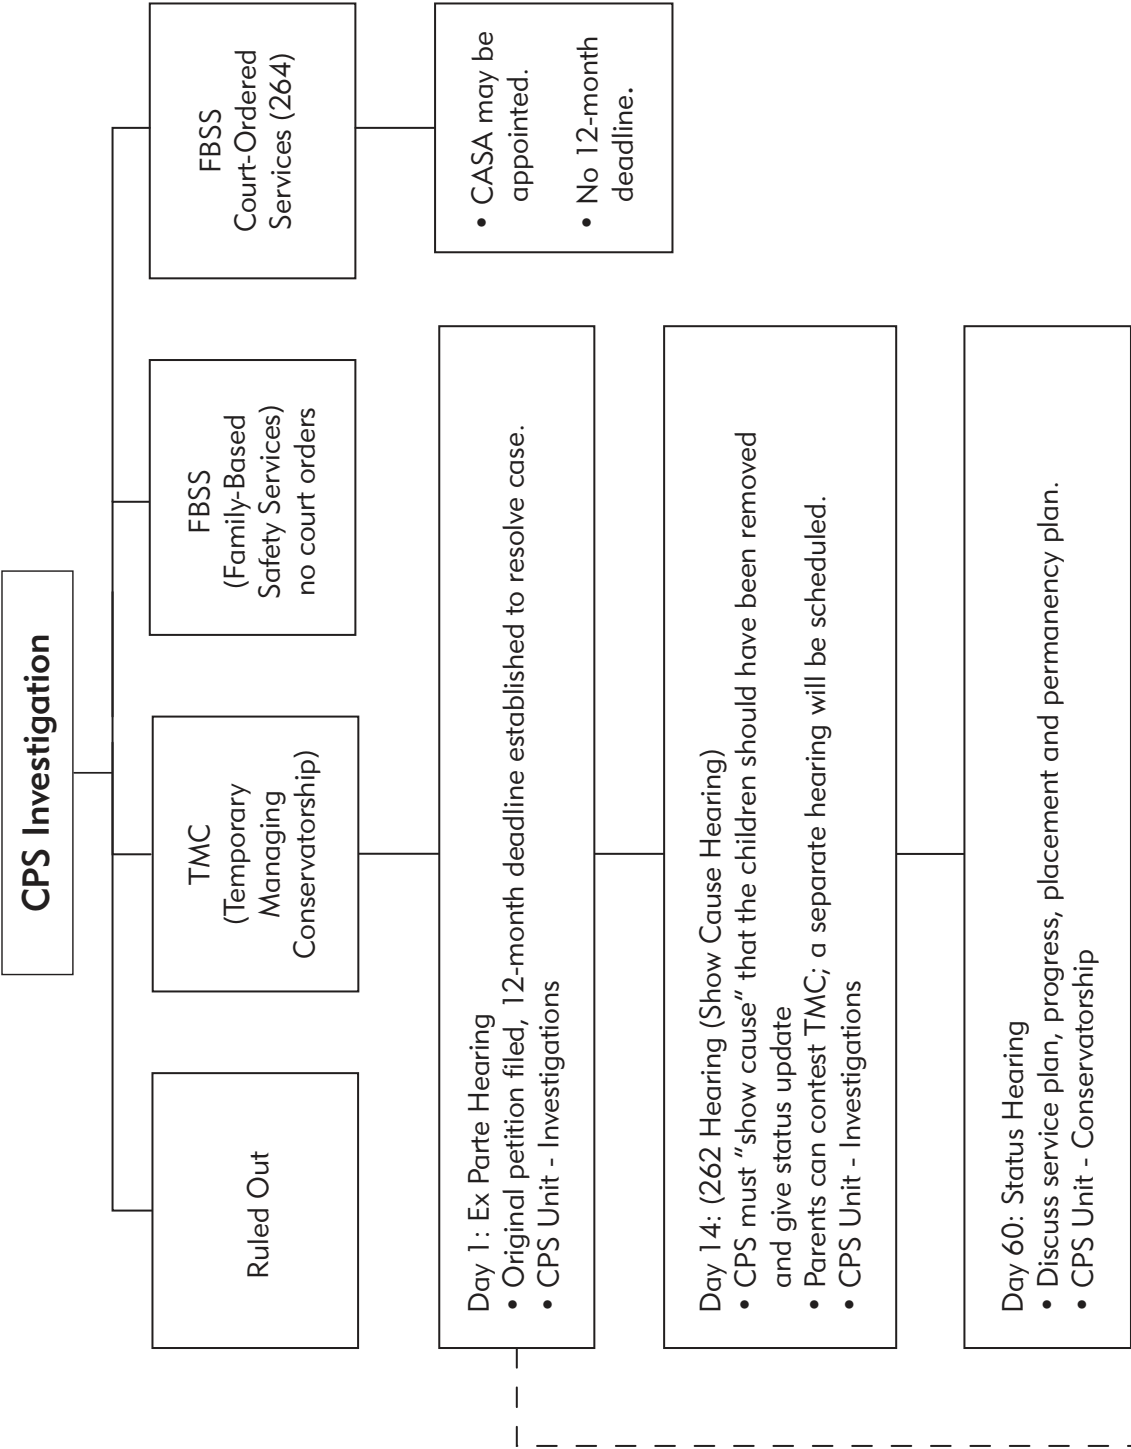 CPS Investigation
Ruled Out
TMC
(Temporary
Managing
Conservatorship)
FBSS
(Family-Based
Safety Services)
no court orders
FBSS
Court-Ordered
Services (264)
• CASA may be
appointed.
• No 12-month
deadline.
Day 1: Ex Parte Hearing
• Original petition filed, 12-month deadline established to resolve case.
• CPS Unit - Investigations
Day 14: (262 Hearing (Show Cause Hearing)
• CPS must "show cause" that the children should have been removed
and give status update
• Parents can contest TMC; a separate hearing will be scheduled.
• CPS Unit - Investigations
Day 60: Status Hearing
• Discuss service plan, progress, placement and permanency plan.
• CPS Unit - Conservatorship